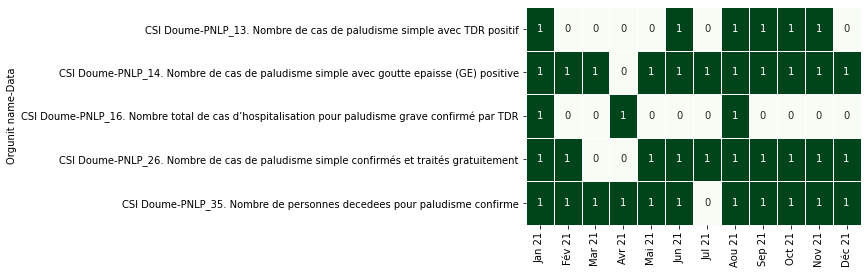 Orgunit name-Data
CSI Doume-PNLP_13. Nombre de cas de paludisme simple avec TDR positif
1 0 0 0 0 1 0 1 1 1 1 0
CSI Doume-PNLP_14. Nombre de cas de paludisme simple avec goutte epaisse (GE) positive
1 1 1 0 1 1 1 1 1 1 1 1
CSI Doume-PNLP_16. Nombre total de cas d’hospitalisation pour paludisme grave confirmé par TDR
1 0 0 1 0 0 0 1 0 0 0 0
CSI Doume-PNLP_26. Nombre de cas de paludisme simple confirmés et traités gratuitement
1 1 0 0 1 1 1 1 1 1 1 1
CSI Doume-PNLP_35. Nombre de personnes decedees pour paludisme confirme
1 1 1 1 1 1 0 1 1 1 1 1
Jan 21
Fév 21
Mar 21
Avr 21
Mai 21
Jun 21
Jul 21
Aou 21
Sep 21
Oct 21
Nov 21
Déc 21